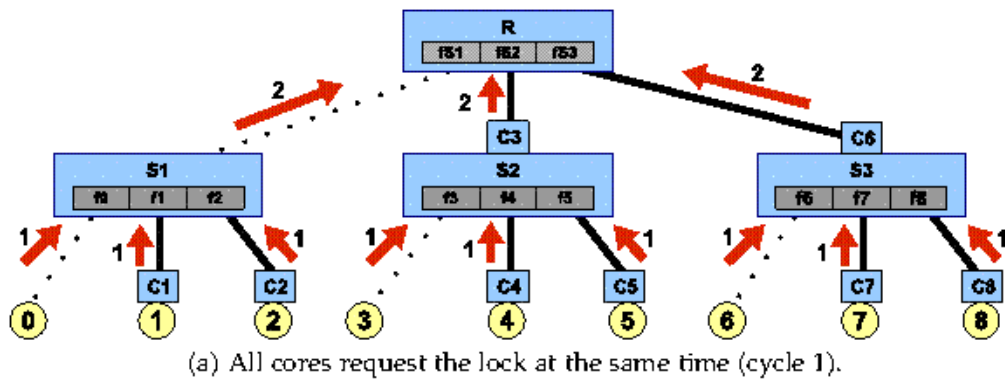 R
fS1 fS2 fS3
2 2 2
C3 C6
S1 S2 S3
f0 f1 f2 f3 f4 f5 f6 f7 f8
1 1 1 1 1 1 1 1 1
C1 C2 C4 C5 C7 C8
0 1 2 3 4 5 6 7 8
(a) All cores request the lock at the same time (cycle 1).